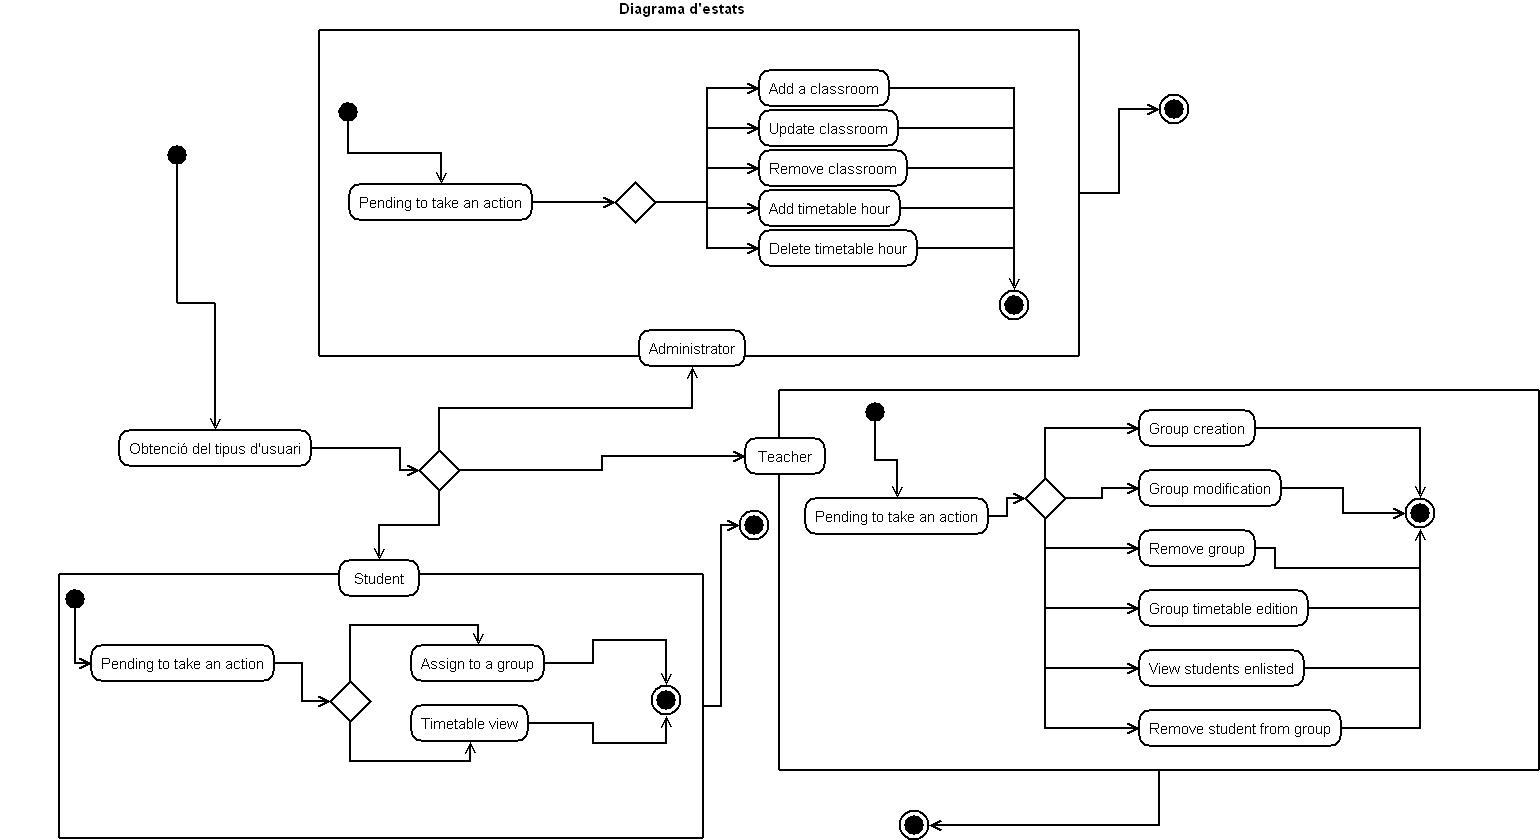 Diagrama d'estats
Add a classroom
Update classroom
Remove classroom
Pending to take an action
Add timetable hour
Delete timetable hour
Administrator
Obtenció del tipus d'usuari
Teacher
Group creation
Group modification
Pending to take an action
Remove group
Group timetable edition
View students enlisted
Remove student from group
Student
Pending to take an action
Assign to a group
Timetable view